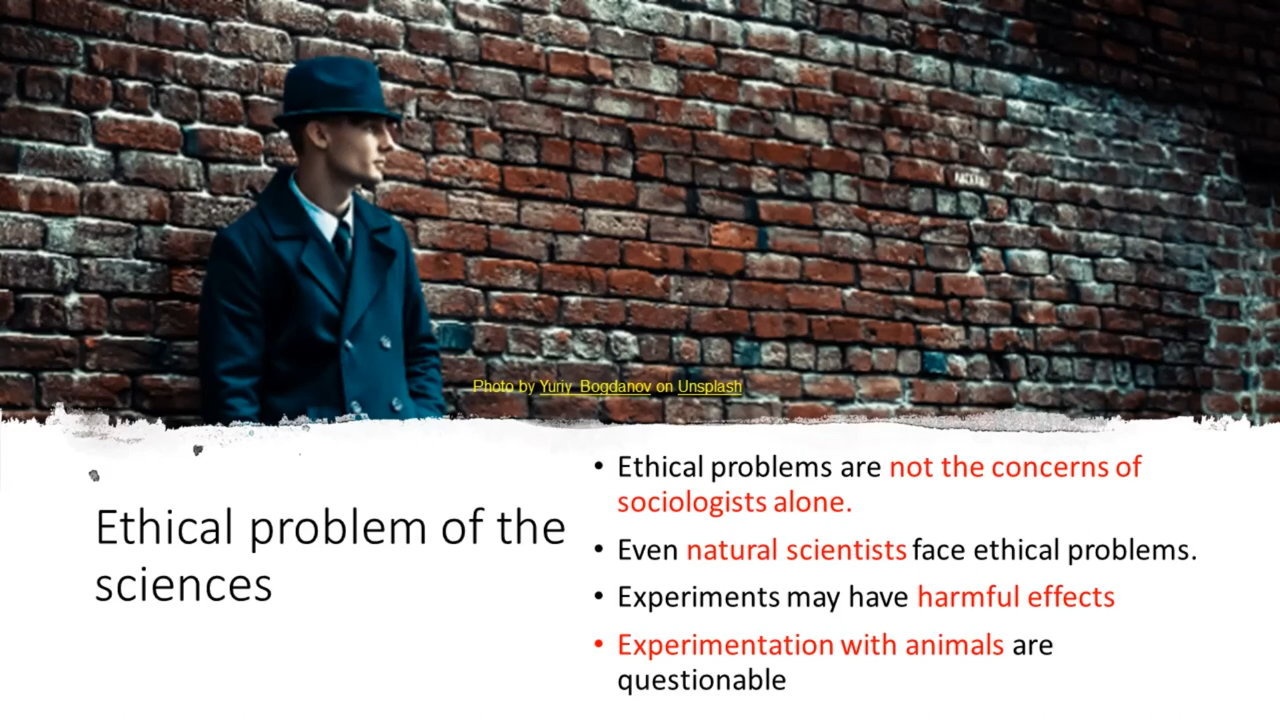 Photo by Yuriy Bogdanov on Unsplash
Ethical problem of the
sciences
• Ethical problems are not the concerns of
sociologists alone.
• Even natural scientists face ethical problems.
• Experiments may have harmful effects
• Experimentation with animals are
questionable